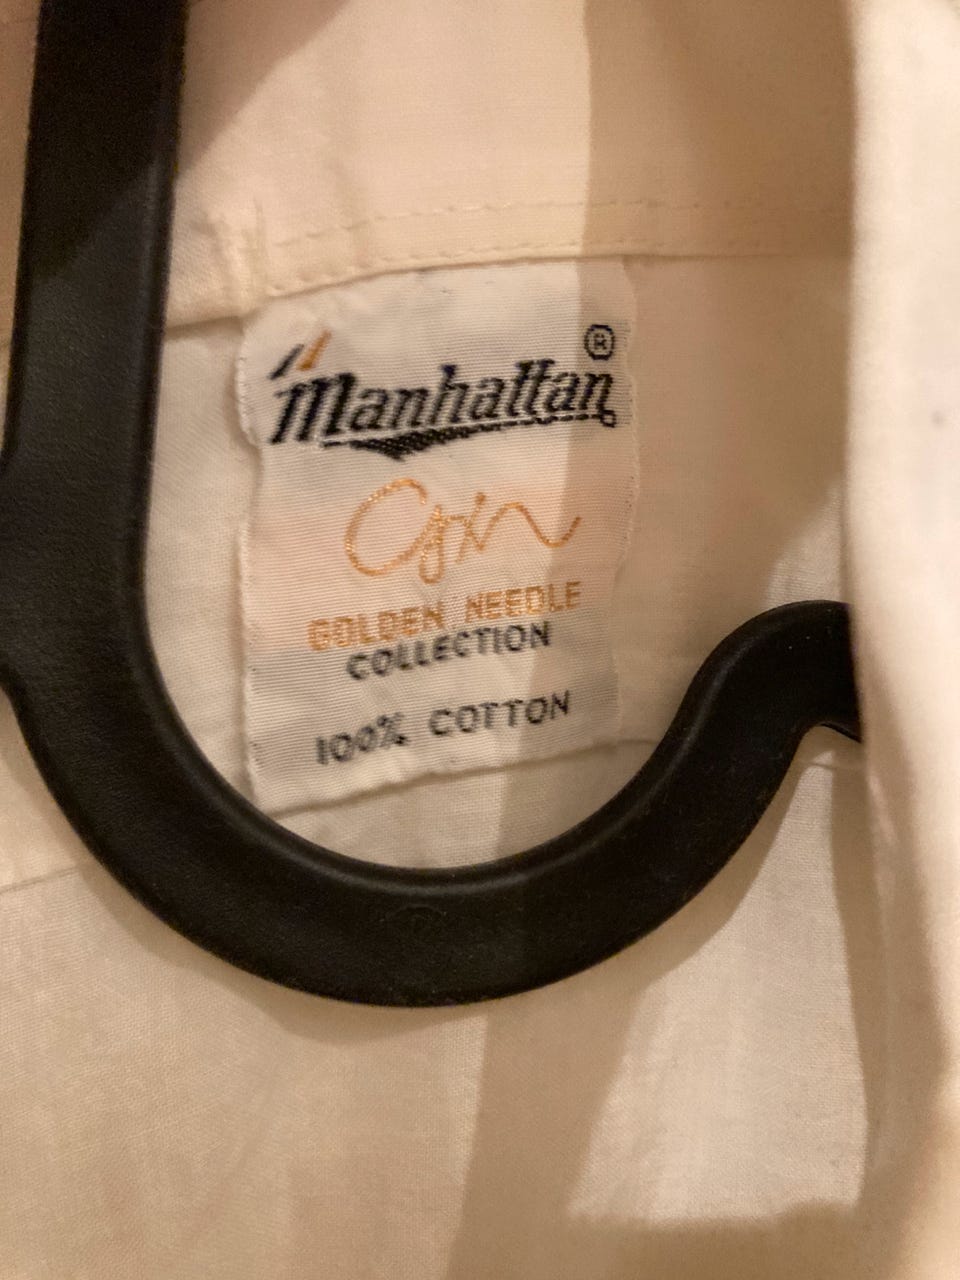 Manhattan®
GOLDEN NEEDLE
COLLECTION
100% COTTON